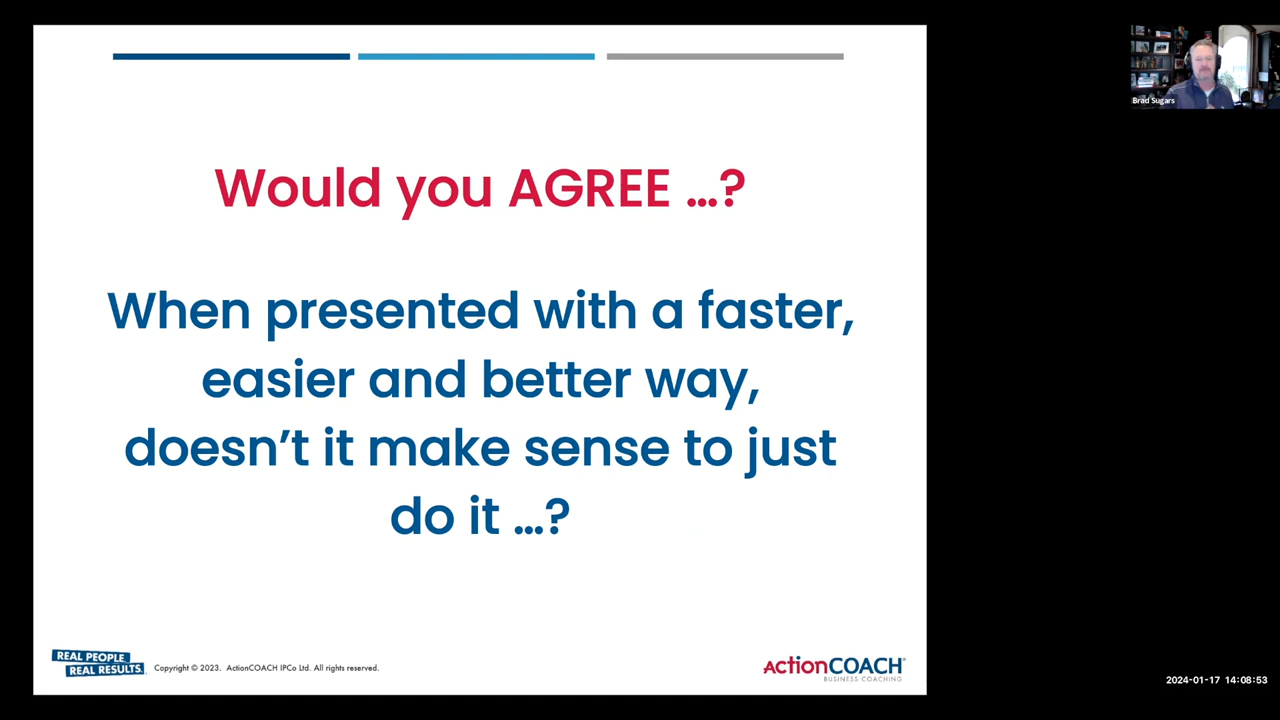 Would you AGREE ...?
When presented with a faster,
easier and better way,
doesn't it make sense to just
do it ...?
REAL PEOPLE.
REAL RESULTS.
Copyright © 2023. ActionCOACH IPCo Ltd. All rights reserved.
actionCOACH®
BUSINESS COACHING
Brad Sugars
2024-01-17 14:08:53